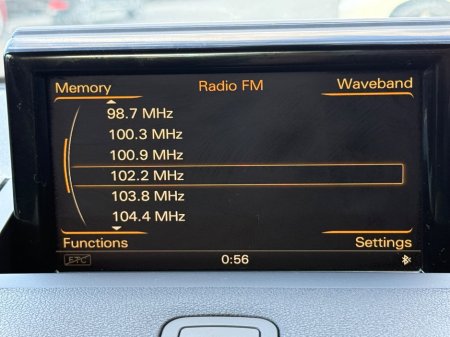 Memory Radio FM Waveband
98.7 MHz
100.3 MHz
100.9 MHz
102.2 MHz
103.8 MHz
104.4 MHz
Functions Settings
ETC 0:56